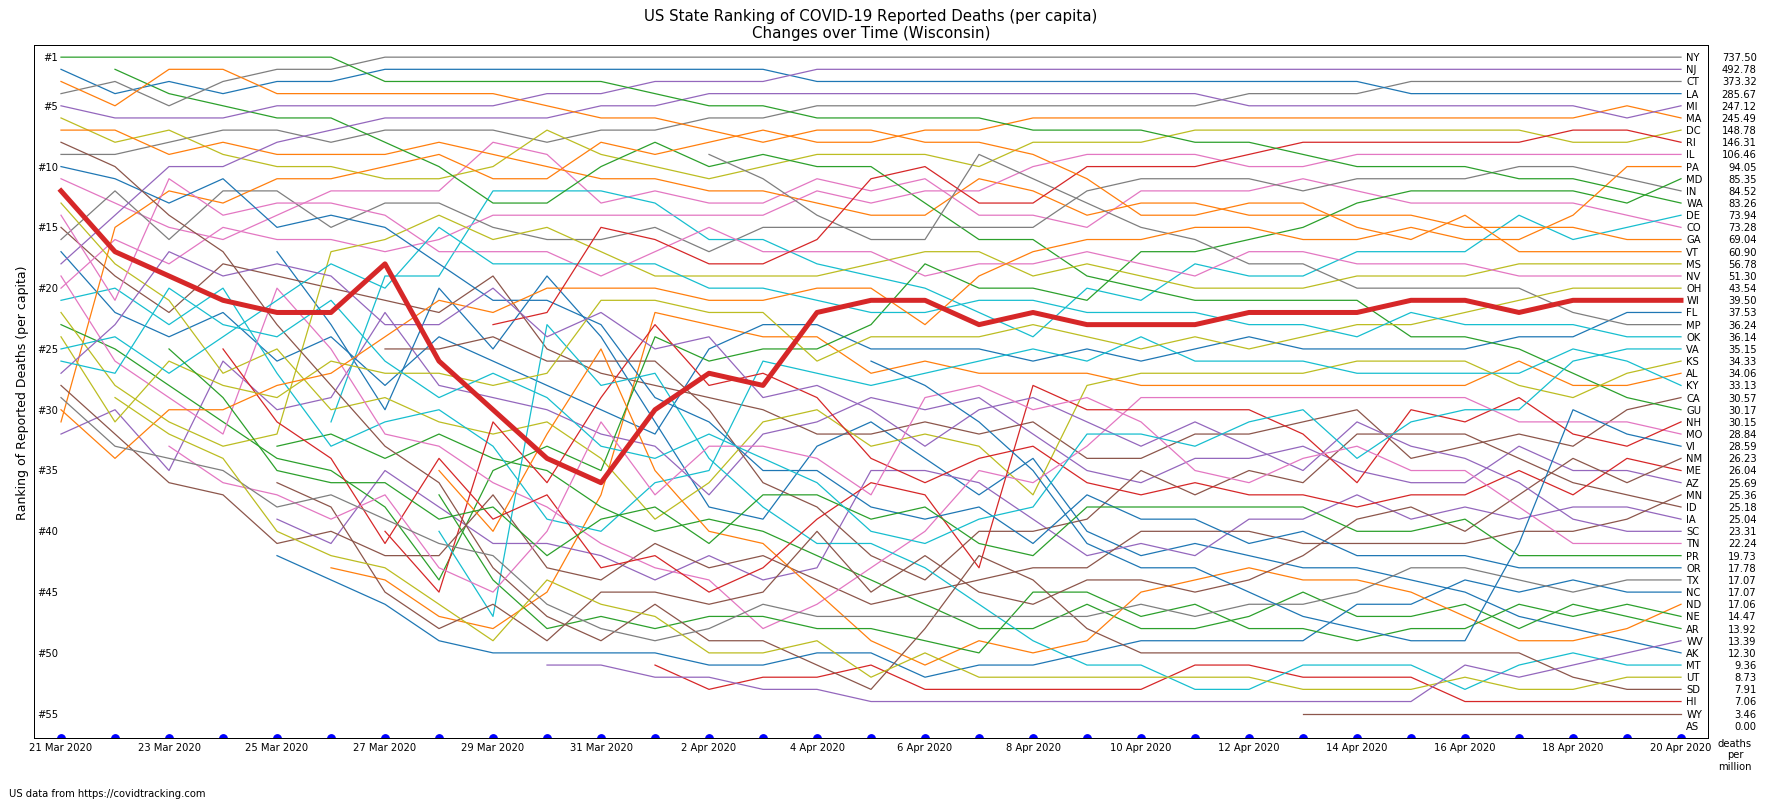 US State Ranking of COVID-19 Reported Deaths (per capita)
Changes over Time (Wisconsin)
Ranking of Reported Deaths (per capita)
#1
#5
#10
#15
#20
#25
#30
#35
#40
#45
#50
#55
NY 737.50
NJ 492.78
CT 373.32
LA 285.67
MI 247.12
MA 245.49
DC 148.78
RI 146.31
IL 106.46
PA 94.05
MD 85.35
IN 84.52
WA 83.26
DE 73.94
CO 73.28
GA 69.04
VT 60.90
MS 56.78
NV 51.30
OH 43.54
WI 39.50
FL 37.53
MP 36.24
OK 36.14
VA 35.15
KS 34.33
AL 34.06
KY 33.13
CA 30.57
GU 30.17
NH 30.15
MO 28.84
VI 28.59
NM 26.23
ME 26.04
AZ 25.69
MN 25.36
ID 25.18
IA 25.04
SC 23.31
TN 22.24
PR 19.73
OR 17.78
TX 17.07
NC 17.07
ND 17.06
NE 14.47
AR 13.92
WV 13.39
AK 12.30
MT 9.36
UT 8.73
SD 7.91
HI 7.06
WY 3.46
AS 0.00
21 Mar 2020 23 Mar 2020 25 Mar 2020 27 Mar 2020 29 Mar 2020 31 Mar 2020 2 Apr 2020 4 Apr 2020 6 Apr 2020 8 Apr 2020 10 Apr 2020 12 Apr 2020 14 Apr 2020 16 Apr 2020 18 Apr 2020 20 Apr 2020
deaths
per
million
US data from https://covidtracking.com